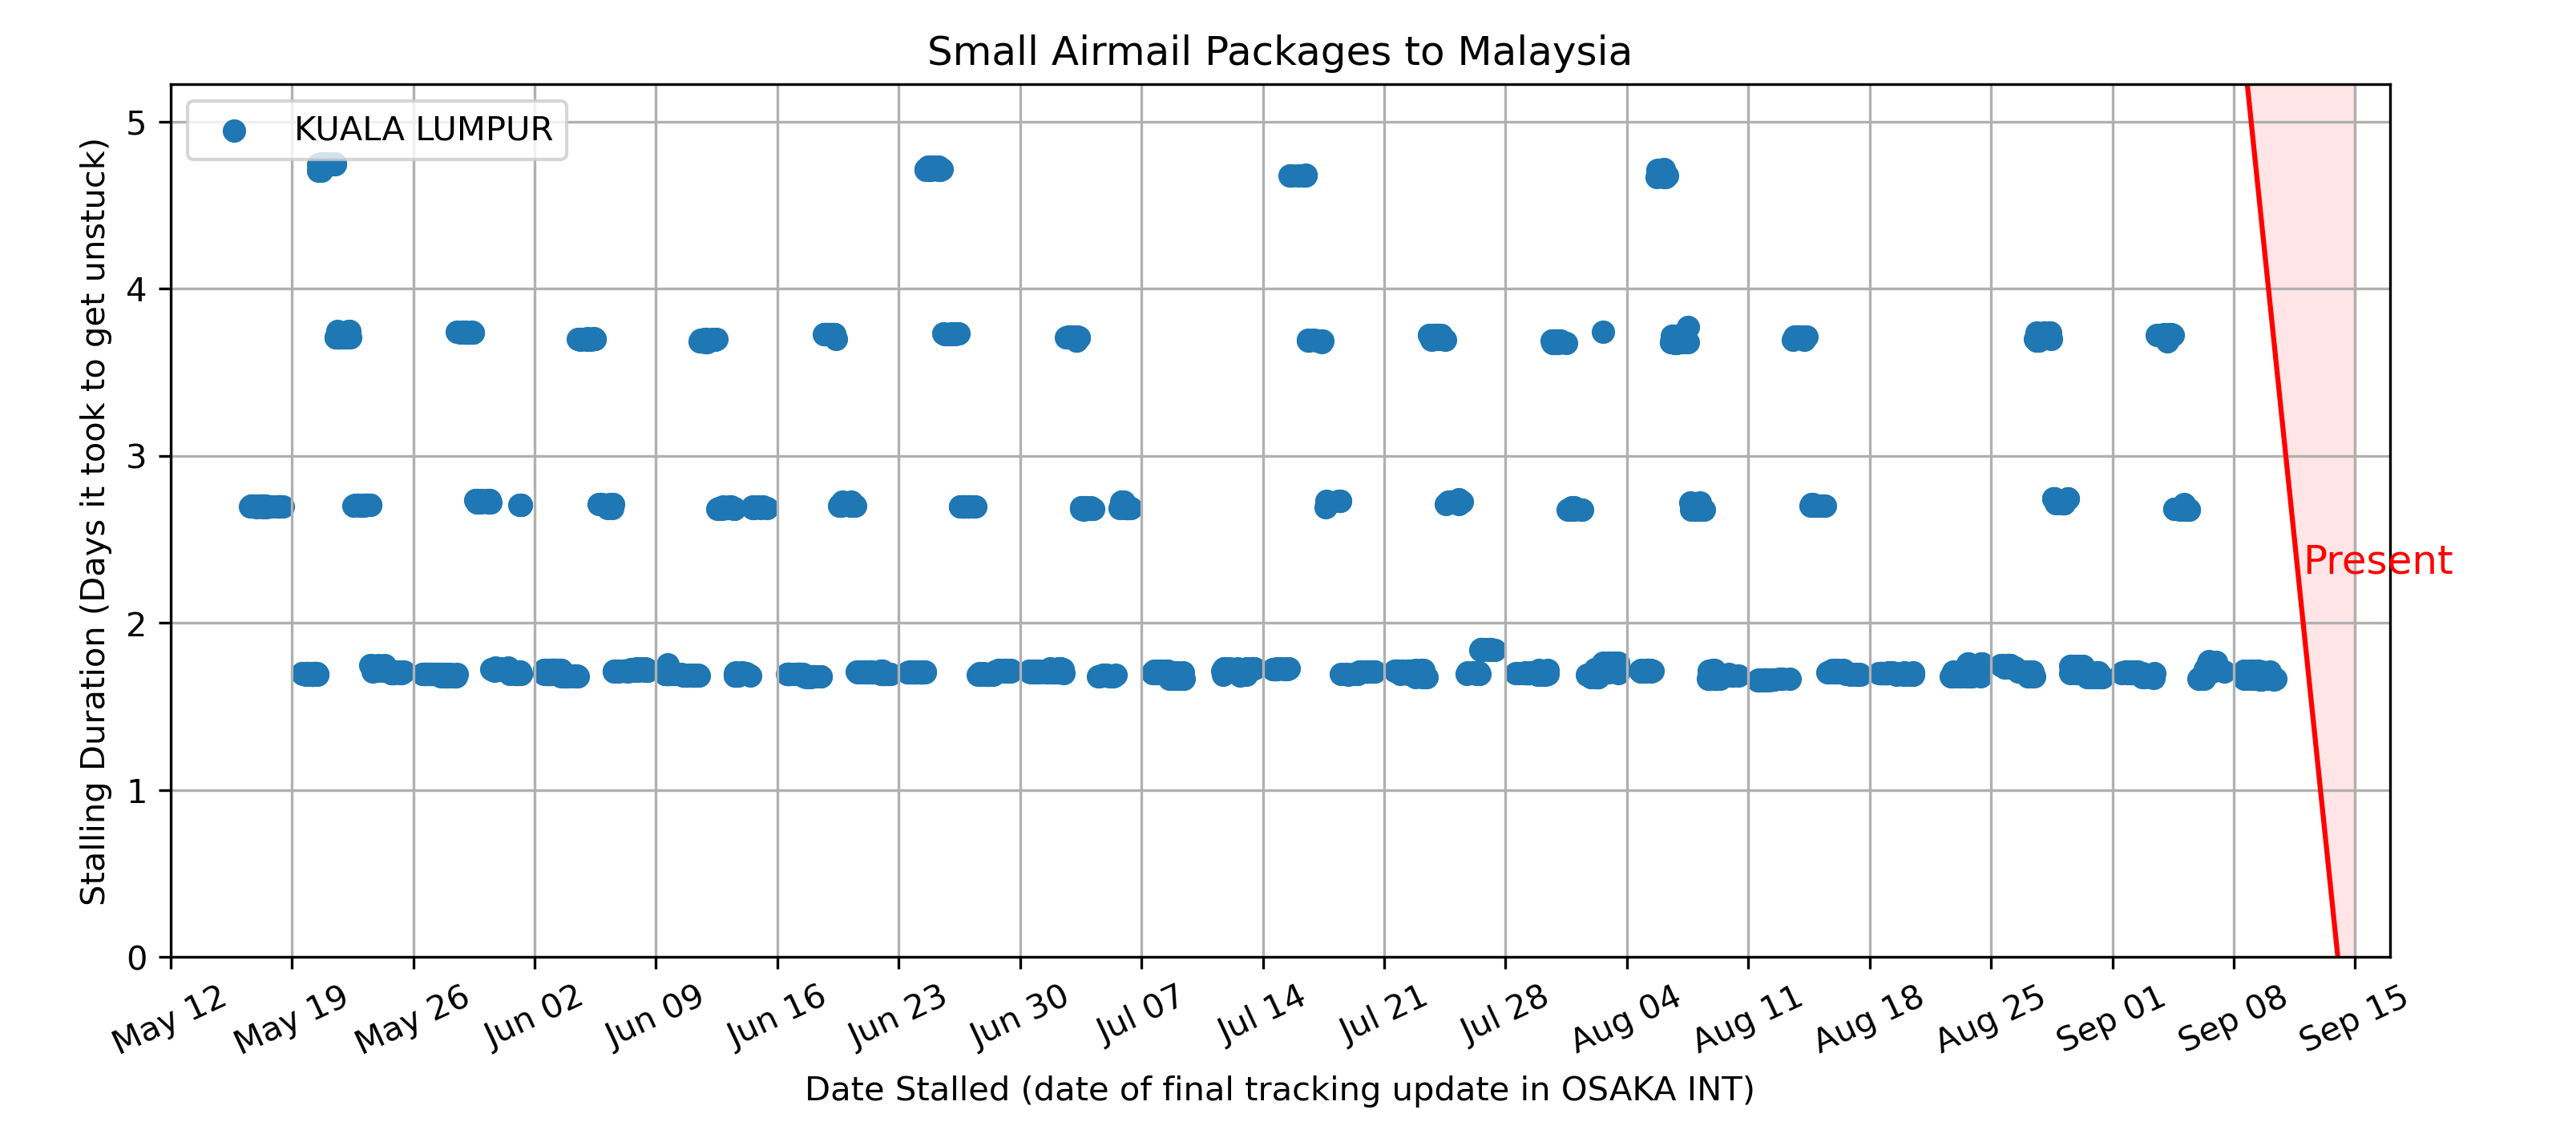 Small Airmail Packages to Malaysia
KUALA LUMPUR
Stalling Duration (Days it took to get unstuck)
5
4
3
2
1
0
Present
May 12
May 19
May 26
Jun 02
Jun 09
Jun 16
Jun 23
Jun 30
Jul 07
Jul 14
Jul 21
Jul 28
Aug 04
Aug 11
Aug 18
Aug 25
Sep 01
Sep 08
Sep 15
Date Stalled (date of final tracking update in OSAKA INT)